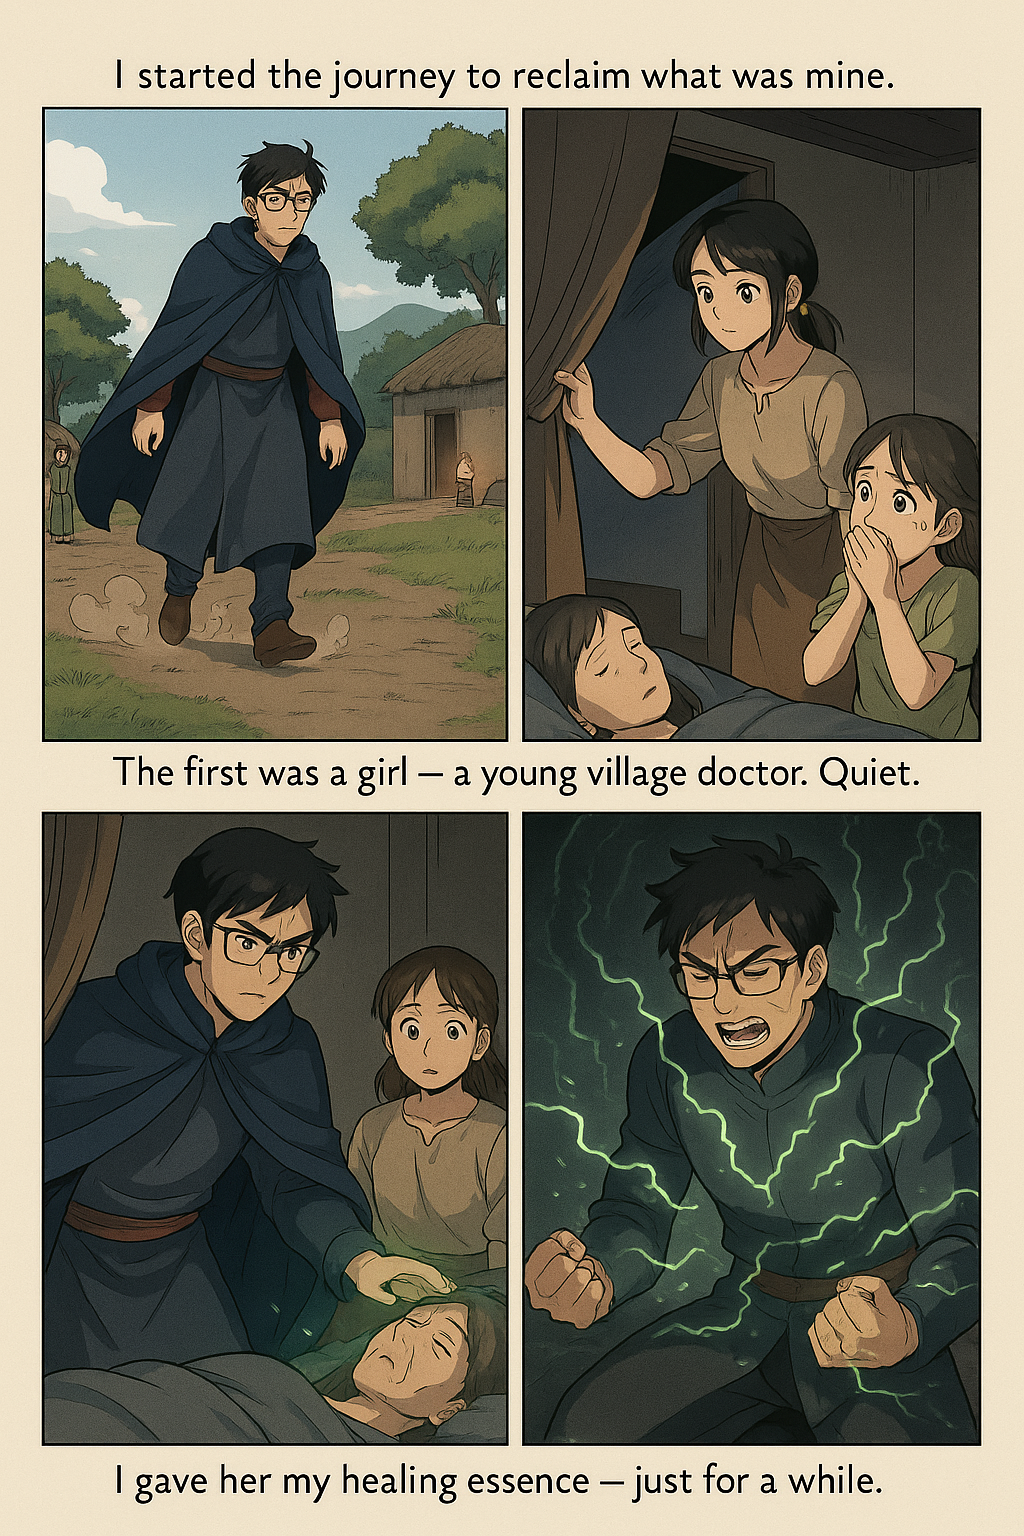 I started the journey to reclaim what was mine.
The first was a girl – a young village doctor. Quiet.
I gave her my healing essence – just for a while.